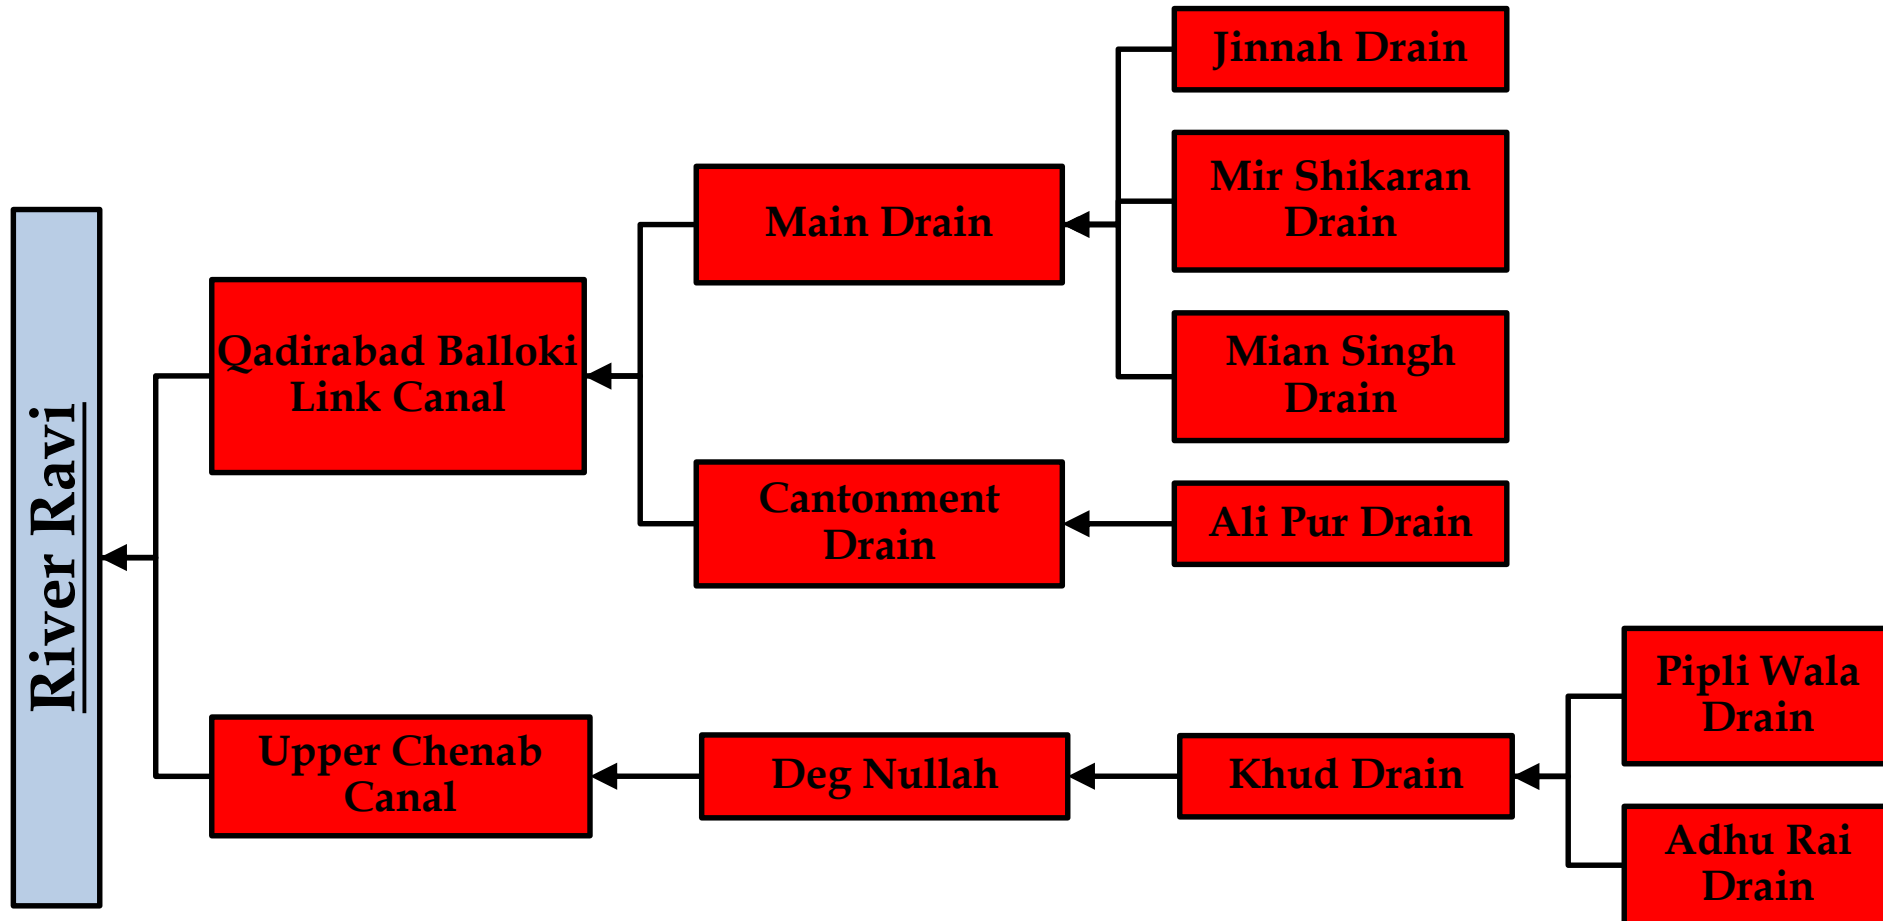 River Ravi
Qadirabad Balloki
Link Canal
Upper Chenab
Canal
Main Drain
Cantonment
Drain
Deg Nullah
Jinnah Drain
Mir Shikaran
Drain
Mian Singh
Drain
Ali Pur Drain
Khud Drain
Pipli Wala
Drain
Adhu Rai
Drain